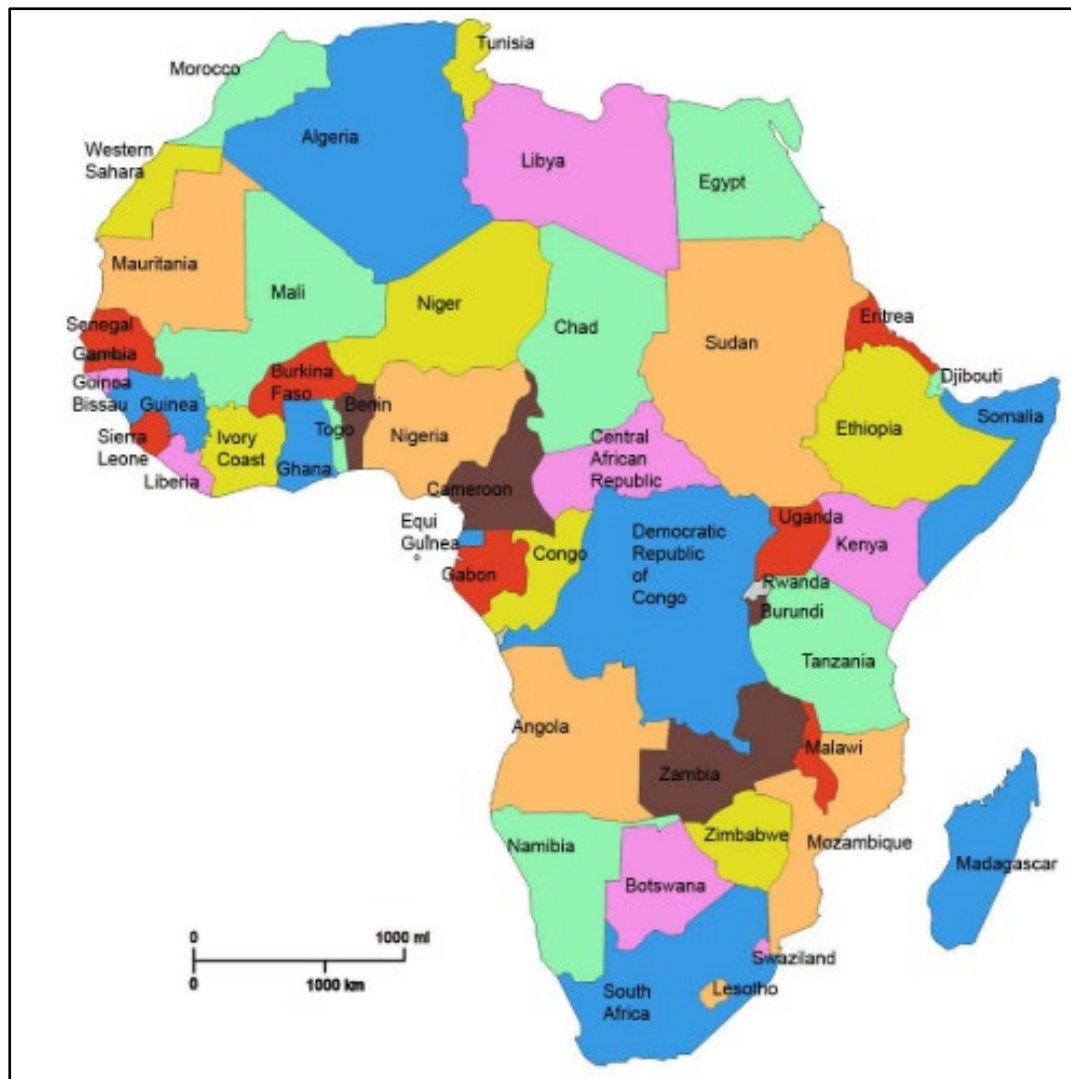 Tunisia
Morocco
Algeria
Western
Sahara
Libya
Egypt
Mauritania
Mali
Niger
Chad
Sudan
Eritrea
Senegal
Gambia
Goinea
Bissau
Guinea
Burkina
Faso
Benin
Togo
Nigeria
Djibouti
Somalia
Ethiopia
Central
African
Republic
Sierra
Leone
Ivory
Coast
Ghana
Liberia
Cameroon
Equi
Guinea
Gabon
Congo
Democratic
Republic
of
Congo
Uganda
Kenya
Rwanda
Burundi
Tanzania
Angola
Zambia
Malawi
Namibia
Zimbabwe
Mozambique
Botswana
Madagascar
0 1000 ml
0 1000 km
Swaziland
South
Africa
Lesolho